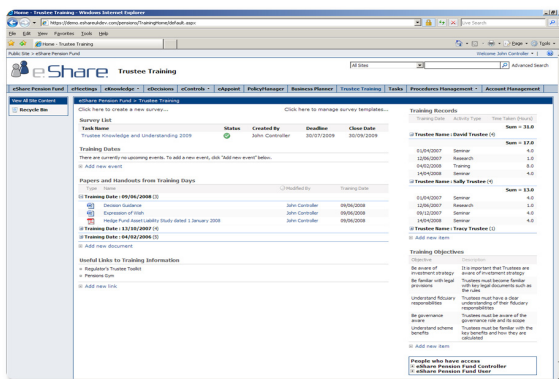 Home - Trustee Training - Windows Internet Explorer
https://demo.eshareukdev.com/pensions/TrainingHome/default.aspx
Live Search
File Edit View Favorites Tools Help
Home - Trustee Training
Page Tools
Public Site > eShare Pension Fund
Welcome John Controller
eShare Trustee Training
All Sites
Advanced Search
eShare Pension Fund eMeetings eKnowledge eDecisions eControls eAppoint PolicyManager Business Planner Trustee Training Tasks Procedures Management Account Management
View All Site Content
Recycle Bin
eShare Pension Fund > Trustee Training
Click here to create a new survey...
Click here to manage survey templates...
Survey List
Task Name Status Created By Deadline Close Date
Trustee Knowledge and Understanding 2009 John Controller 30/07/2009 30/09/2009
Training Dates
There are currently no upcoming events. To add a new event, click "Add new event" below.
Add new event
Papers and Handouts from Training Days
Type Name Modified By Training Date
Training Date : 09/06/2008 (3)
Decision Guidance John Controller 09/06/2008
Expression of Wish John Controller 09/06/2008
Hedge Fund Asset-Liability Study dated 1 January 2008 John Controller 09/06/2008
Training Date : 13/10/2007 (4)
Training Date : 04/02/2006 (5)
Add new document
Useful Links to Training Information
Regulator's Trustee Toolkit
Pensions Gym
Add new link
Training Records
Training Date Activity Type Time Taken (Hours)
Sum = 31.0
Trustee Name : David Trustee (4)
Sum = 17.0
01/04/2007 Seminar 4.0
12/06/2007 Research 1.0
09/04/2002 Training 8.0
14/04/2008 Seminar 4.0
Trustee Name : Sally Trustee (4)
Sum = 13.0
01/04/2007 Seminar 4.0
12/06/2007 Research 1.0
09/12/2007 Seminar 4.0
14/04/2008 Seminar 4.0
Trustee Name : Tracy Trustee (1)
Add new item
Training Objectives
Objective Description
Be aware of investment strategy It is important that Trustees are aware of investment strategy
Be familiar with legal provisions Trustees must become familiar with key legal documents such as the rules
Understand fiduciary responsibilities Trustees must have a clear understanding of their fiduciary responsibilities
Be governance aware Trustees must be aware of the governance role and its scope
Understand scheme benefits Trustees must be familiar with the key benefits and how they are calculated
Add new item
People who have access
eShare Pension Fund Controller
eShare Pension Fund User